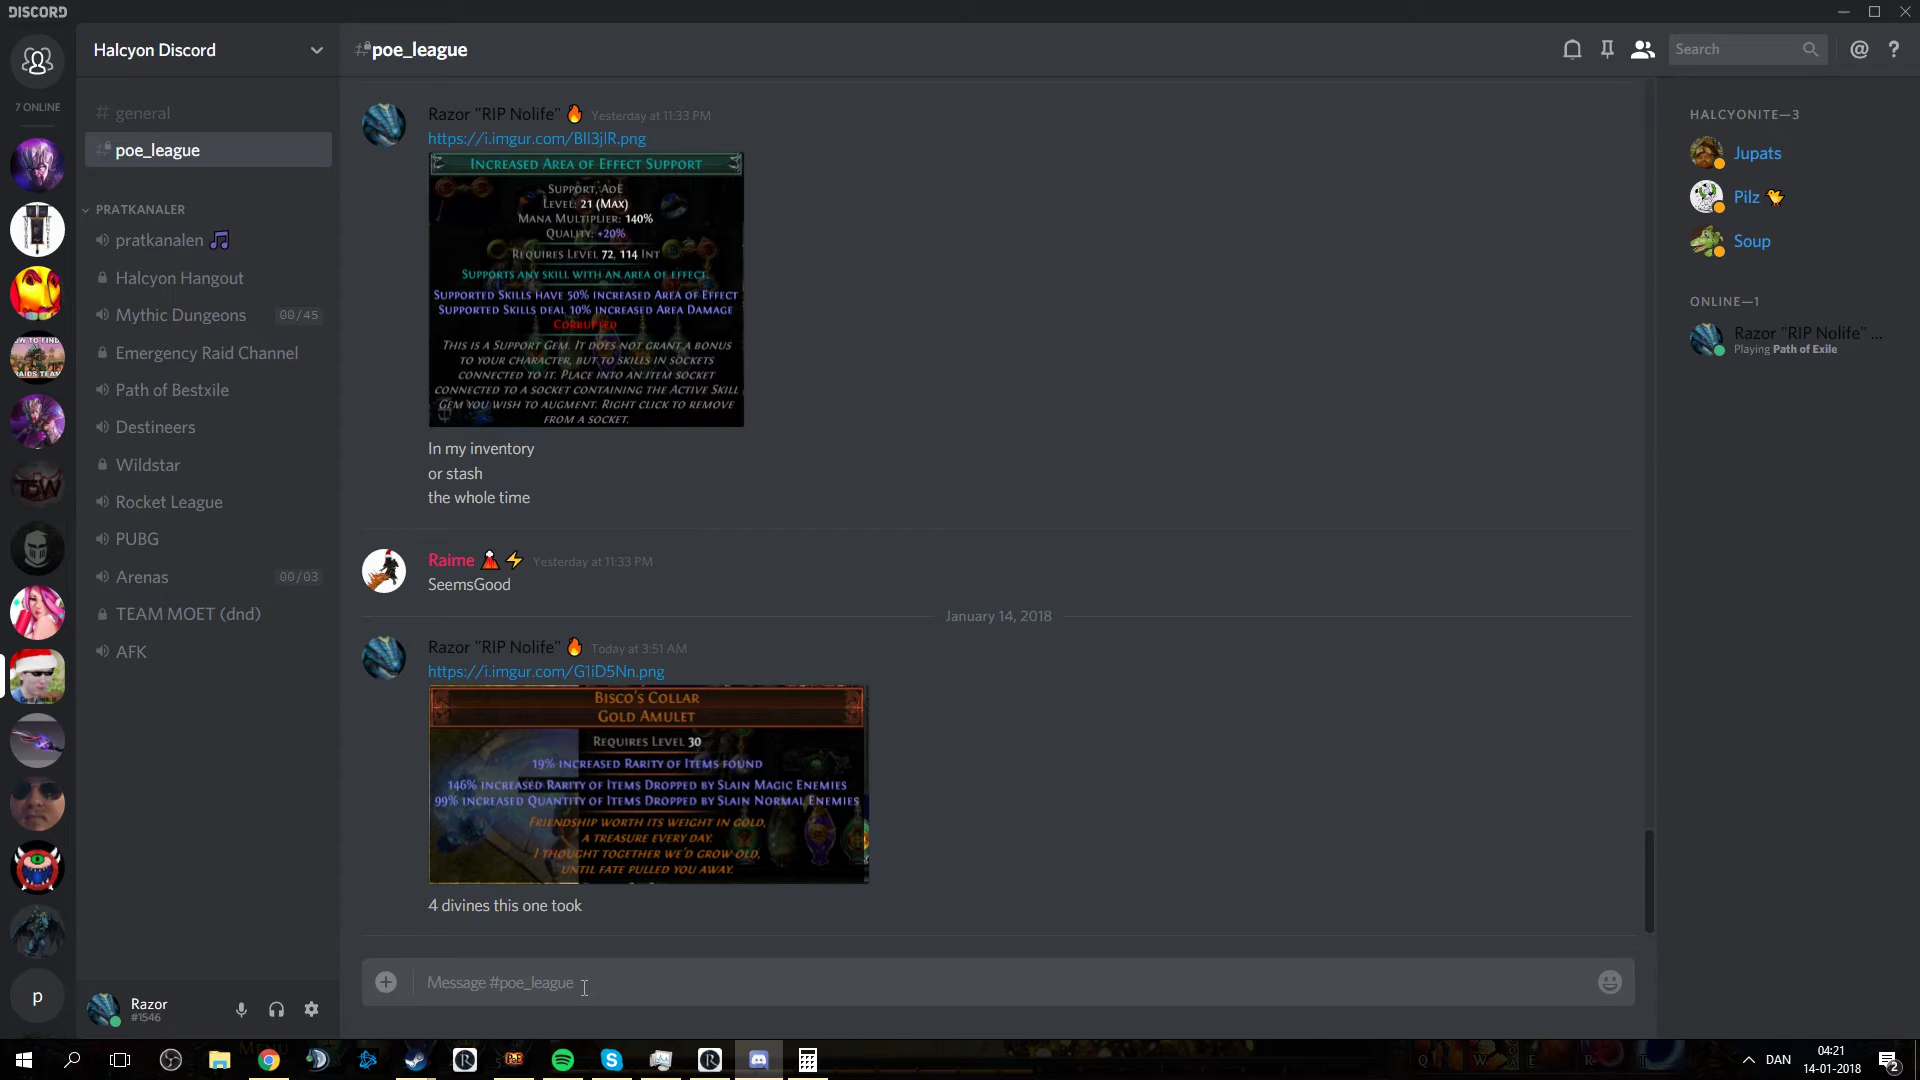 DISCORD
Halcyon Discord
#poe_league
Search
7 ONLINE
# general
poe_league
PRATKANALER
pratkanalen
Halcyon Hangout
Mythic Dungeons 00/45
Emergency Raid Channel
Path of Bestxile
Destineers
Wildstar
Rocket League
PUBG
Arenas 00/03
TEAM MOET (dnd)
AFK
p
Razor
#1546
Razor "RIP Nolife" Yesterday at 11:33 PM
https://i.imgur.com/BlI3jlR.png
INCREASED AREA OF EFFECT SUPPORT
SUPPORT, AOE
LEVEL: 21 (MAX)
MANA MULTIPLIER: 140%
QUALITY: +20%
REQUIRES LEVEL 72, 114 INT
SUPPORTS ANY SKILL WITH AN AREA OF EFFECT.
SUPPORTED SKILLS HAVE 50% INCREASED AREA OF EFFECT
SUPPORTED SKILLS DEAL 10% INCREASED AREA DAMAGE
CORRUPTED
THIS IS A SUPPORT GEM. IT DOES NOT GRANT A BONUS
TO YOUR CHARACTER, BUT TO SKILLS IN SOCKETS
CONNECTED TO IT. PLACE INTO AN ITEM SOCKET
CONNECTED TO A SOCKET CONTAINING THE ACTIVE SKILL
GEM YOU WISH TO AUGMENT. RIGHT CLICK TO REMOVE
FROM A SOCKET.
In my inventory
or stash
the whole time
Raime Yesterday at 11:33 PM
SeemsGood
January 14, 2018
Razor "RIP Nolife" Today at 3:51 AM
https://i.imgur.com/G1iD5Nn.png
BISCO'S COLLAR
GOLD AMULET
REQUIRES LEVEL 30
19% INCREASED RARITY OF ITEMS FOUND
146% INCREASED RARITY OF ITEMS DROPPED BY SLAIN MAGIC ENEMIES
99% INCREASED QUANTITY OF ITEMS DROPPED BY SLAIN NORMAL ENEMIES
FRIENDSHIP WORTH ITS WEIGHT IN GOLD,
A TREASURE EVERY DAY.
I THOUGHT TOGETHER WE'D GROW OLD,
UNTIL FATE PULLED YOU AWAY.
4 divines this one took
Message #poe_league
HALCYONITE—3
Jupats
Pilz
Soup
ONLINE—1
Razor "RIP Nolife" ...
Playing Path of Exile
DAN
04:21
14-01-2018
2